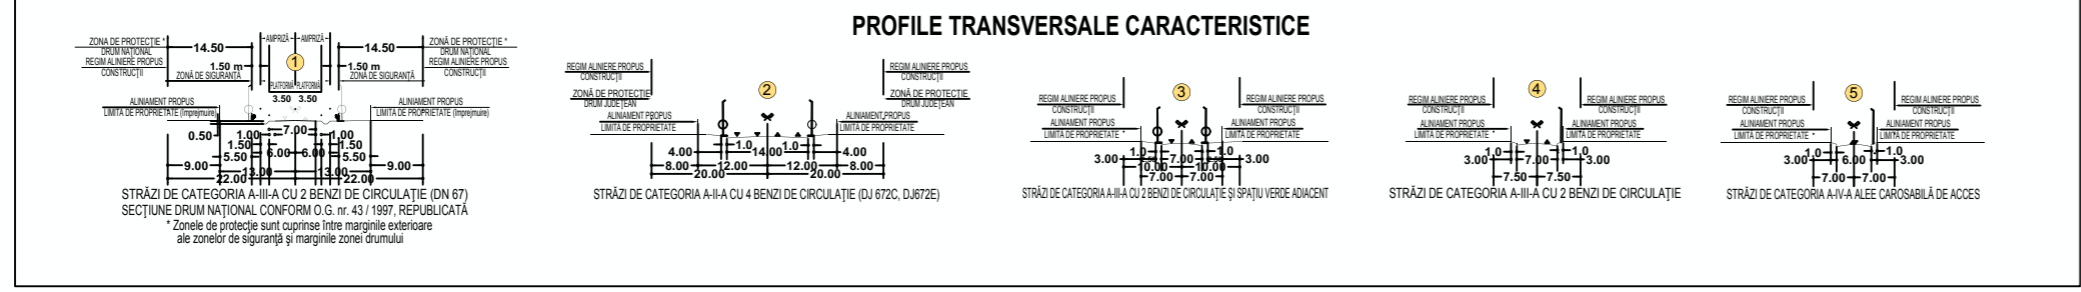 PROFILE TRANSVERSALE CARACTERISTICE
ZONA DE PROTECȚIE *
DRUM NAȚIONAL
REGIM ALINIERE PROPUS
CONSTRUCȚII
14.50
AMPRIZĂ AMPRIZĂ
1
14.50
ZONĂ DE PROTECȚIE *
DRUM NAȚIONAL
REGIM ALINIERE PROPUS
CONSTRUCȚII
1.50 m
1.50 m
ZONĂ DE SIGURANȚĂ
PLATFORMĂ PLATFORMĂ
ZONĂ DE SIGURANȚĂ
3.50 3.50
ALINIAMENT PROPUS
LIMITA DE PROPRIETATE (Imprejmuire)
ALINIAMENT PROPUS
LIMITA DE PROPRIETATE (Imprejmuire)
0.50
1.00
7.00
1.00
1.50
1.50
5.50
6.00
6.00
5.50
9.00
13.00
13.00
9.00
22.00
22.00
STRĂZI DE CATEGORIA A-III-A CU 2 BENZI DE CIRCULAȚIE (DN 67)
SECȚIUNE DRUM NAȚIONAL CONFORM O.G. nr. 43 / 1997, REPUBLICATĂ
* Zonele de protecție sunt cuprinse între marginile exterioare
ale zonelor de siguranță și marginile zonei drumului
REGIM ALINIERE PROPUS
CONSTRUCȚII
ZONĂ DE PROTECȚIE
DRUM JUDEȚEAN
ALINIAMENT PROPUS
LIMITA DE PROPRIETATE
2
REGIM ALINIERE PROPUS
CONSTRUCȚII
ZONĂ DE PROTECȚIE
DRUM JUDEȚEAN
ALINIAMENT PROPUS
LIMITA DE PROPRIETATE
1.0
1.0
4.00
14.00
4.00
8.00
12.00
12.00
8.00
20.00
20.00
STRĂZI DE CATEGORIA A-II-A CU 4 BENZI DE CIRCULAȚIE (DJ 672C, DJ672E)
REGIM ALINIERE PROPUS
CONSTRUCȚII
ALINIAMENT PROPUS
LIMITA DE PROPRIETATE *
3
REGIM ALINIERE PROPUS
CONSTRUCȚII
ALINIAMENT PROPUS
LIMITA DE PROPRIETATE
1.0
1.0
3.00
7.00
3.00
10.00
10.00
7.00
7.00
STRĂZI DE CATEGORIA A-III-A CU 2 BENZI DE CIRCULAȚIE ȘI SPAȚIU VERDE ADIACENT
REGIM ALINIERE PROPUS
CONSTRUCȚII
ALINIAMENT PROPUS
LIMITA DE PROPRIETATE *
4
REGIM ALINIERE PROPUS
CONSTRUCȚII
ALINIAMENT PROPUS
LIMITA DE PROPRIETATE
1.0
1.0
3.00
7.00
3.00
7.50
7.50
STRĂZI DE CATEGORIA A-III-A CU 2 BENZI DE CIRCULAȚIE
REGIM ALINIERE PROPUS
CONSTRUCȚII
ALINIAMENT PROPUS
LIMITA DE PROPRIETATE *
5
REGIM ALINIERE PROPUS
CONSTRUCȚII
ALINIAMENT PROPUS
LIMITA DE PROPRIETATE
1.0
1.0
3.00
6.00
3.00
7.00
7.00
STRĂZI DE CATEGORIA A-IV-A ALEE CAROSABILĂ DE ACCES